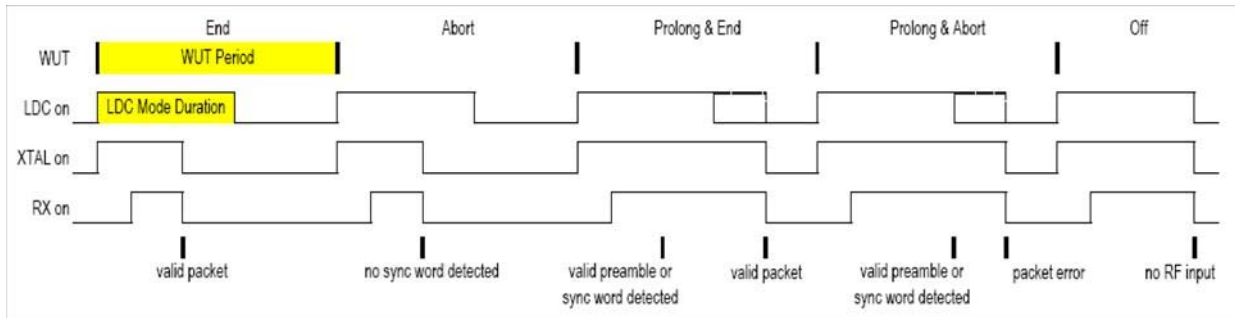 End Abort Prolong & End Prolong & Abort Off
WUT WUT Period
LDC on LDC Mode Duration
XTAL on
RX on
valid packet no sync word detected valid preamble or valid packet valid preamble or packet error no RF input
sync word detected sync word detected